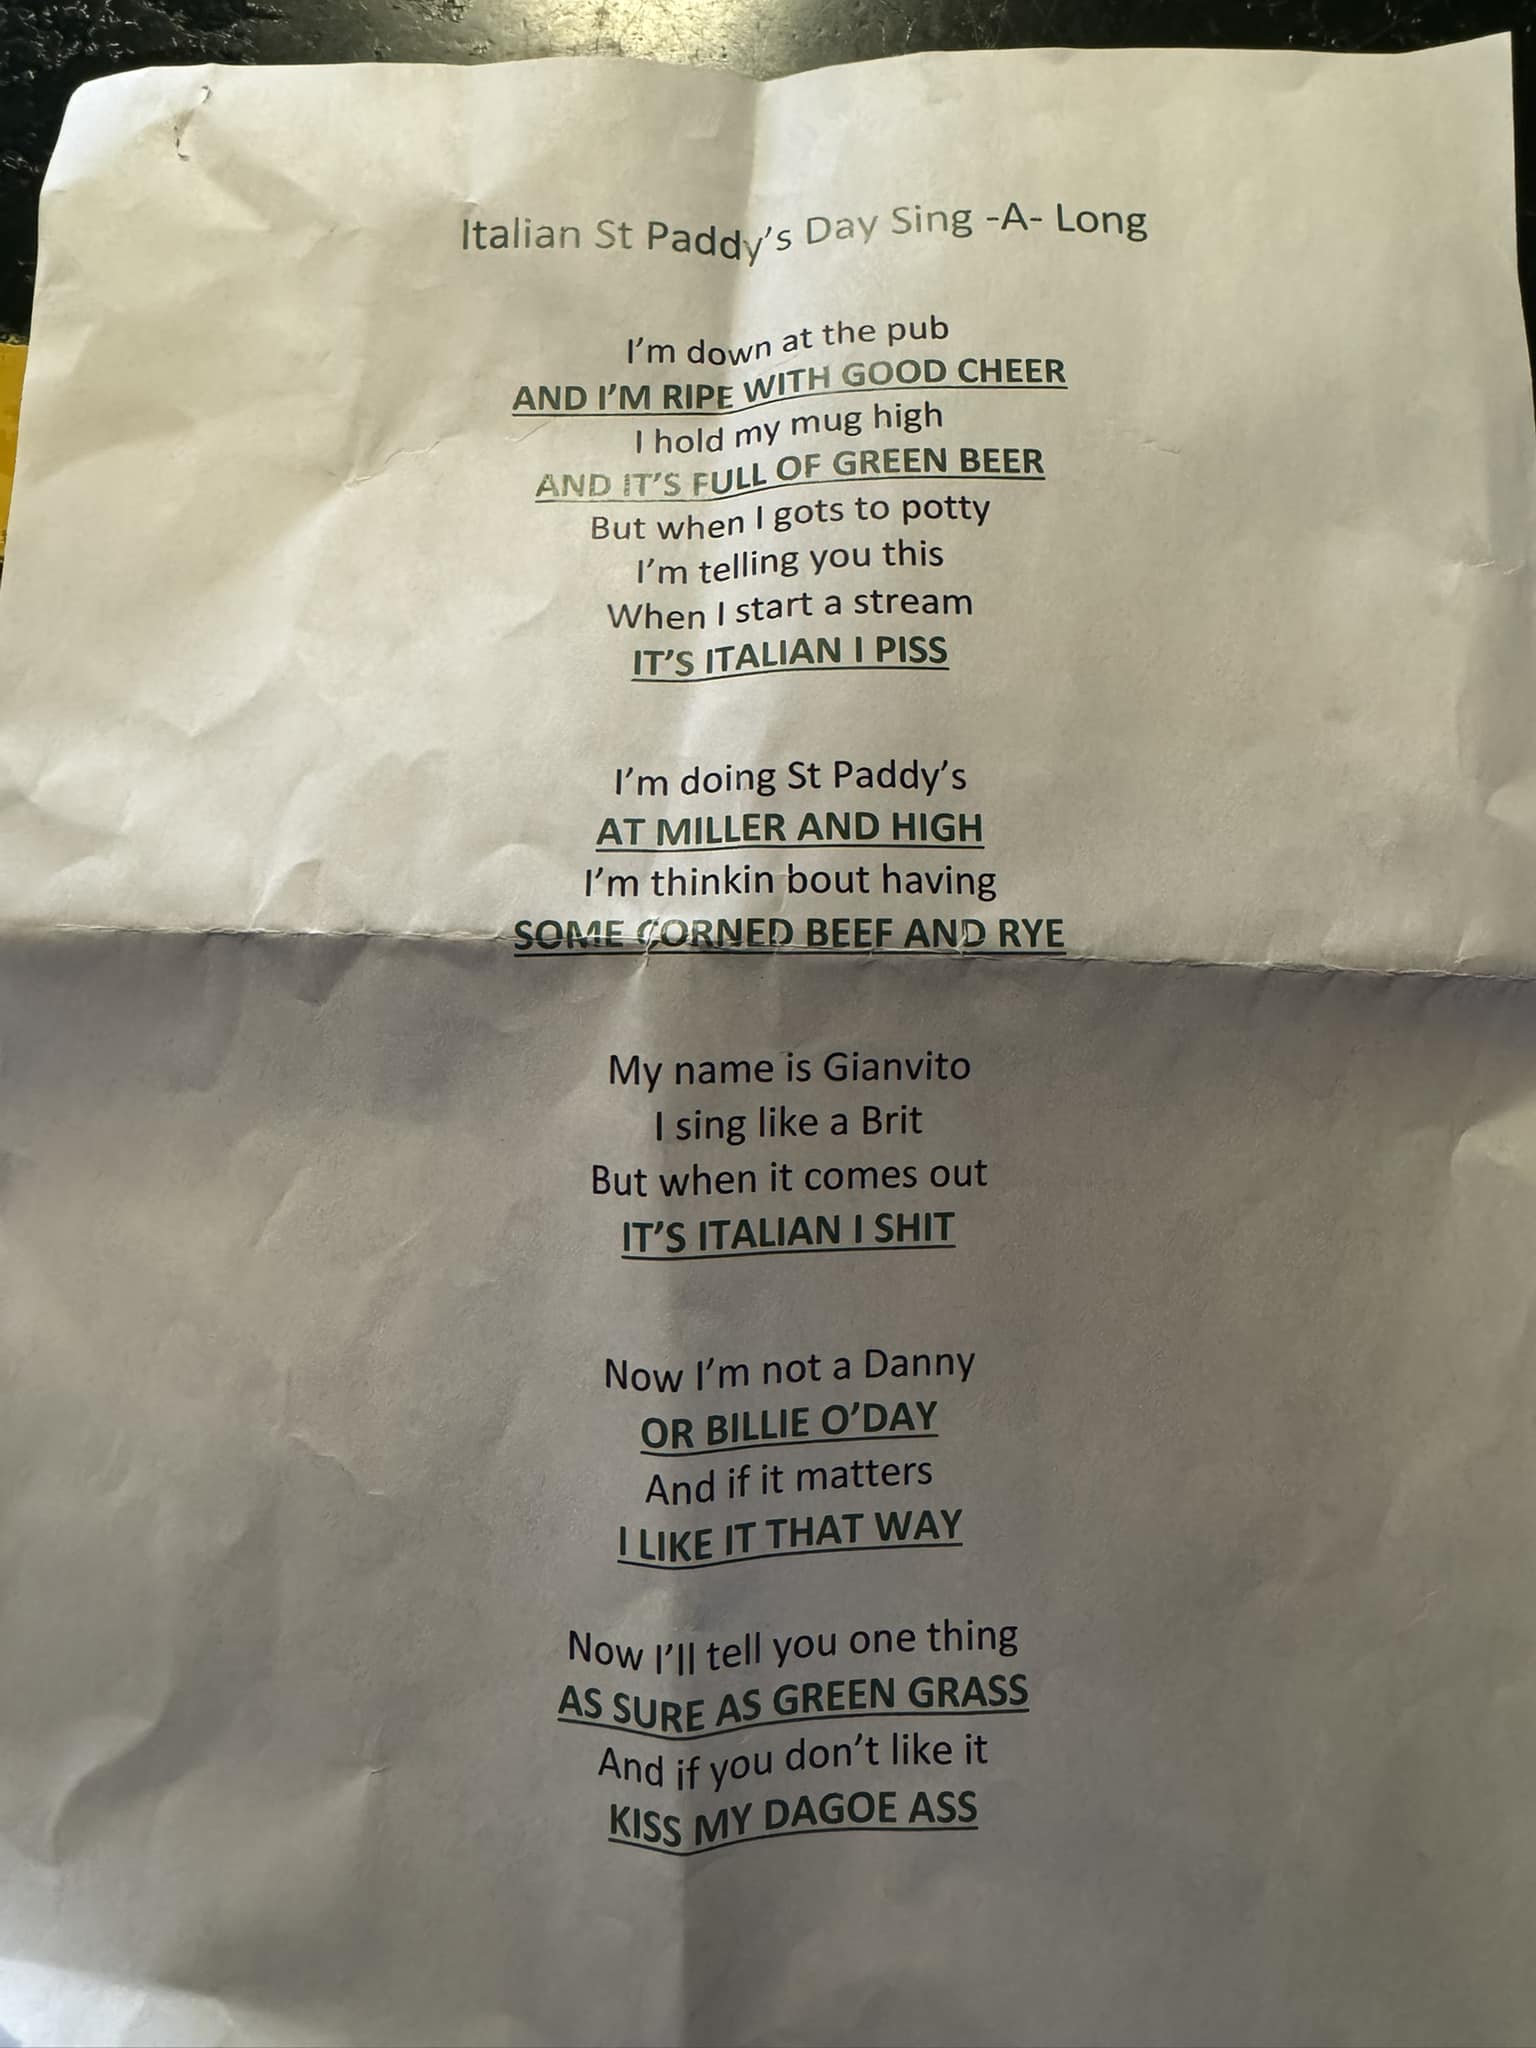 Italian St Paddy's Day Sing -A- Long
I'm down at the pub
AND I'M RIPE WITH GOOD CHEER
I hold my mug high
AND IT'S FULL OF GREEN BEER
But when I gots to potty
I'm telling you this
When I start a stream
IT'S ITALIAN I PISS
I'm doing St Paddy's
AT MILLER AND HIGH
I'm thinkin bout having
SOME CORNED BEEF AND RYE
My name is Gianvito
I sing like a Brit
But when it comes out
IT'S ITALIAN I SHIT
Now I'm not a Danny
OR BILLIE O'DAY
And if it matters
I LIKE IT THAT WAY
Now I'll tell you one thing
AS SURE AS GREEN GRASS
And if you don't like it
KISS MY DAGOE ASS